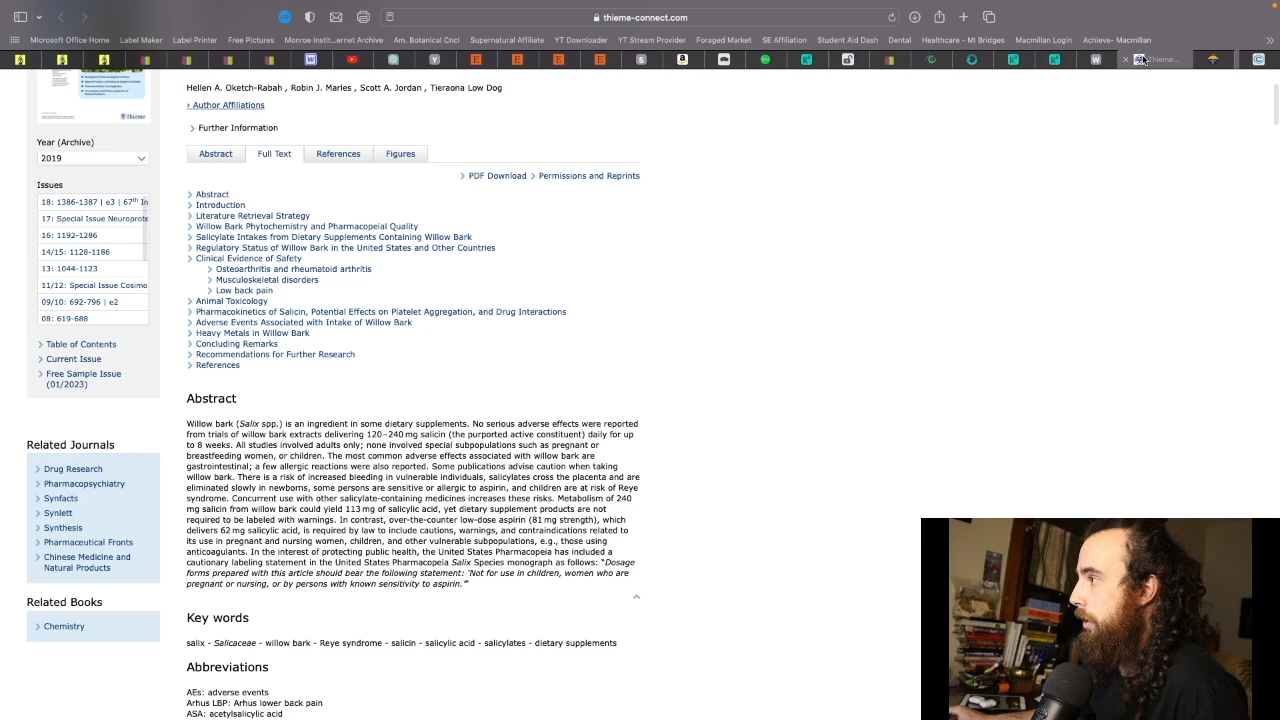 thieme-connect.com
Microsoft Office Home
Label Maker
Label Printer
Free Pictures
Monroe Instit...ernet Archive
Am. Botanical Cncl
Supernatural Affiliate
YT Downloader
YT Stream Provider
Foraged Market
SE Affiliation
Student Aid Dash
Dental
Healthcare - MI Bridges
Macmillan Login
Achieve- Macmillan
Thieme...
Hellen A. Oketch-Rabah , Robin J. Marles , Scott A. Jordan , Tieraona Low Dog
› Author Affiliations
Further Information
Abstract
Full Text
References
Figures
PDF Download
Permissions and Reprints
Thieme
Year (Archive)
2019
Issues
18: 1386-1387 | e3 | 67th In
17: Special Issue Neuroprote
16: 1192-1286
14/15: 1128-1186
13: 1044-1123
11/12: Special Issue Cosimo
09/10: 692-796 | e2
08: 619-688
Table of Contents
Current Issue
Free Sample Issue
(01/2023)
Related Journals
Drug Research
Pharmacopsychiatry
Synfacts
Synlett
Synthesis
Pharmaceutical Fronts
Chinese Medicine and
Natural Products
Related Books
Chemistry
Abstract
Introduction
Literature Retrieval Strategy
Willow Bark Phytochemistry and Pharmacopeial Quality
Salicylate Intakes from Dietary Supplements Containing Willow Bark
Regulatory Status of Willow Bark in the United States and Other Countries
Clinical Evidence of Safety
Osteoarthritis and rheumatoid arthritis
Musculoskeletal disorders
Low back pain
Animal Toxicology
Pharmacokinetics of Salicin, Potential Effects on Platelet Aggregation, and Drug Interactions
Adverse Events Associated with Intake of Willow Bark
Heavy Metals in Willow Bark
Concluding Remarks
Recommendations for Further Research
References
Abstract
Willow bark (Salix spp.) is an ingredient in some dietary supplements. No serious adverse effects were reported
from trials of willow bark extracts delivering 120–240 mg salicin (the purported active constituent) daily for up
to 8 weeks. All studies involved adults only; none involved special subpopulations such as pregnant or
breastfeeding women, or children. The most common adverse effects associated with willow bark are
gastrointestinal; a few allergic reactions were also reported. Some publications advise caution when taking
willow bark. There is a risk of increased bleeding in vulnerable individuals, salicylates cross the placenta and are
eliminated slowly in newborns, some persons are sensitive or allergic to aspirin, and children are at risk of Reye
syndrome. Concurrent use with other salicylate-containing medicines increases these risks. Metabolism of 240
mg salicin from willow bark could yield 113 mg of salicylic acid, yet dietary supplement products are not
required to be labeled with warnings. In contrast, over-the-counter low-dose aspirin (81 mg strength), which
delivers 62 mg salicylic acid, is required by law to include cautions, warnings, and contraindications related to
its use in pregnant and nursing women, children, and other vulnerable subpopulations, e.g., those using
anticoagulants. In the interest of protecting public health, the United States Pharmacopeia has included a
cautionary labeling statement in the United States Pharmacopeia Salix Species monograph as follows: “Dosage
forms prepared with this article should bear the following statement: ‘Not for use in children, women who are
pregnant or nursing, or by persons with known sensitivity to aspirin.’”
Key words
salix - Salicaceae - willow bark - Reye syndrome - salicin - salicylic acid - salicylates - dietary supplements
Abbreviations
AEs: adverse events
Arhus LBP: Arhus lower back pain
ASA: acetylsalicylic acid